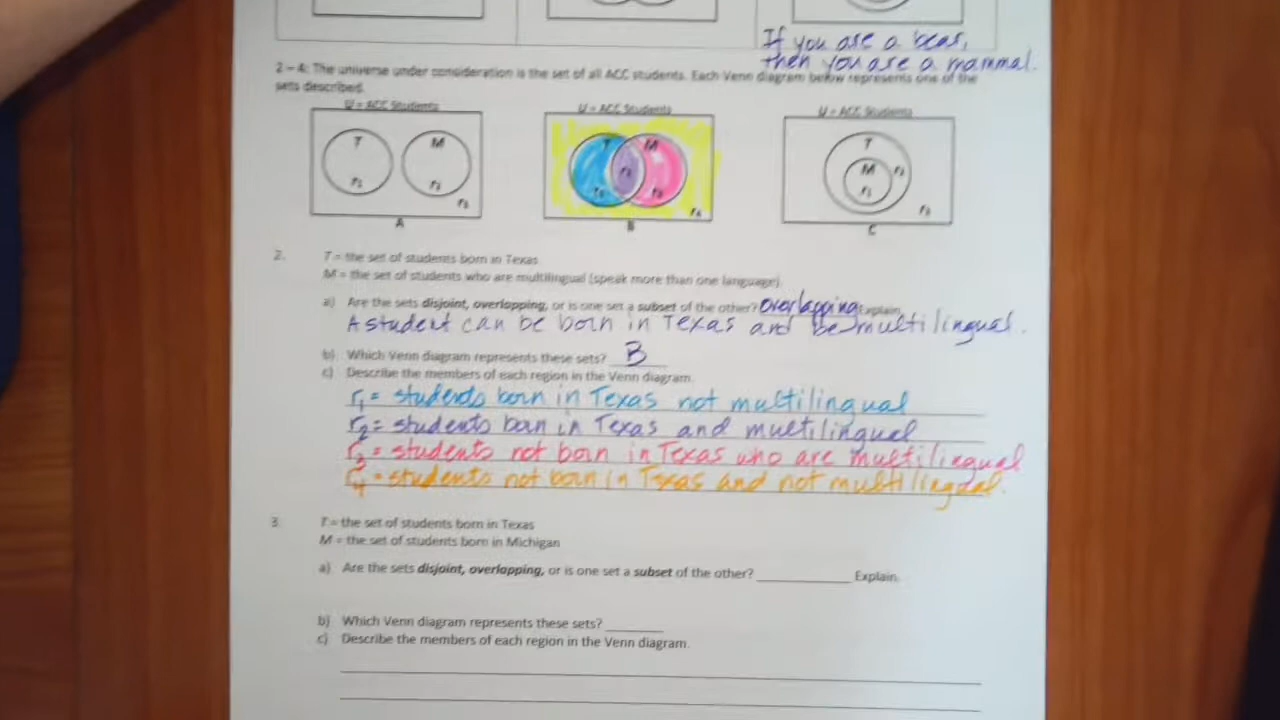 If you are a bear,
then you are a mammal.
2 – 4: The universe under consideration is the set of all ACC students. Each Venn diagram below represents one of the
sets described.
U = ACC Students U = ACC Students U = ACC Students
T M T M T
M r₂
r₁ r₂ r₁ r₂ r₃ r₁
r₃ r₄ r₃
A B C
2. T = the set of students born in Texas
M = the set of students who are multilingual (speak more than one language)
a) Are the sets disjoint, overlapping, or is one set a subset of the other? Overlapping Explain.
A student can be born in Texas and be multilingual.
b) Which Venn diagram represents these sets? B
c) Describe the members of each region in the Venn diagram.
r₁ = students born in Texas not multilingual
r₂ = students born in Texas and multilingual
r₃ = students not born in Texas who are multilingual
r₄ = students not born in Texas and not multilingual.
3. T = the set of students born in Texas
M = the set of students born in Michigan
a) Are the sets disjoint, overlapping, or is one set a subset of the other? __________ Explain.
b) Which Venn diagram represents these sets? ______
c) Describe the members of each region in the Venn diagram.